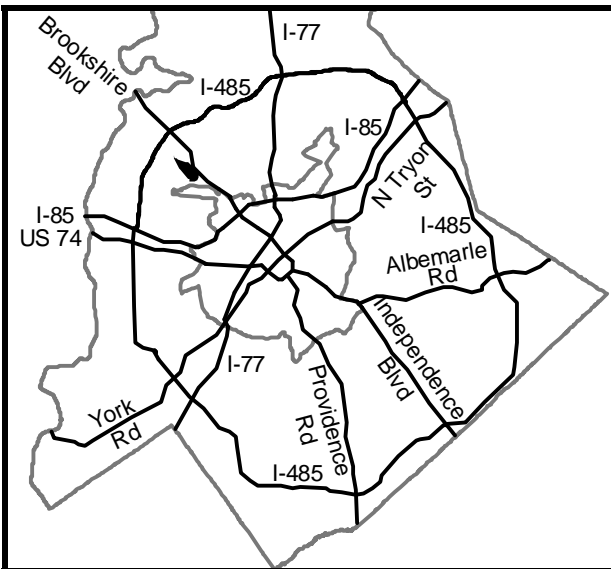 I-77
Brookshire
Blvd
I-485
I-85
N Tryon
St
I-85
US 74
I-485
Albemarle
Rd
Independence
Blvd
I-77
Providence
Rd
York
Rd
I-485